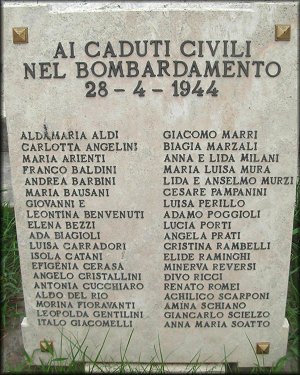 AI CADUTI CIVILI
NEL BOMBARDAMENTO
28 - 4 - 1944
ALDAMARIA ALDI
CARLOTTA ANGELINI
MARIA ARIENTI
FRANCO BALDINI
ANDREA BARBINI
MARIA BAUSANI
GIOVANNI E
LEONTINA BENVENUTI
ELENA BEZZI
ADA BIAGIOLI
LUISA CARRADORI
ISOLA CATANI
EFIGENIA CERASA
ANGELO CRISTALLINI
ANTONIA CUCCHIARO
ALDO DEL RIO
MORINA FIORAVANTI
LEOPOLDA GENTILINI
ITALO GIACOMELLI
GIACOMO MARRI
BIAGIA MARZALI
ANNA E LIDA MILANI
MARIA LUISA MURA
LIDA E ANSELMO MURZI
CESARE PAMPANINI
LUISA PERILLO
ADAMO POGGIOLI
LUCIA PORTI
ANGELA PRATI
CRISTINA RAMBELLI
ELIDE RAMINGHI
MINERVA REVERSI
DIVO RICCI
RENATO ROMEI
ACHILICO SCARPONI
AMINA SCHIANO
GIANCARLO SCIELZO
ANNA MARIA SOATTO